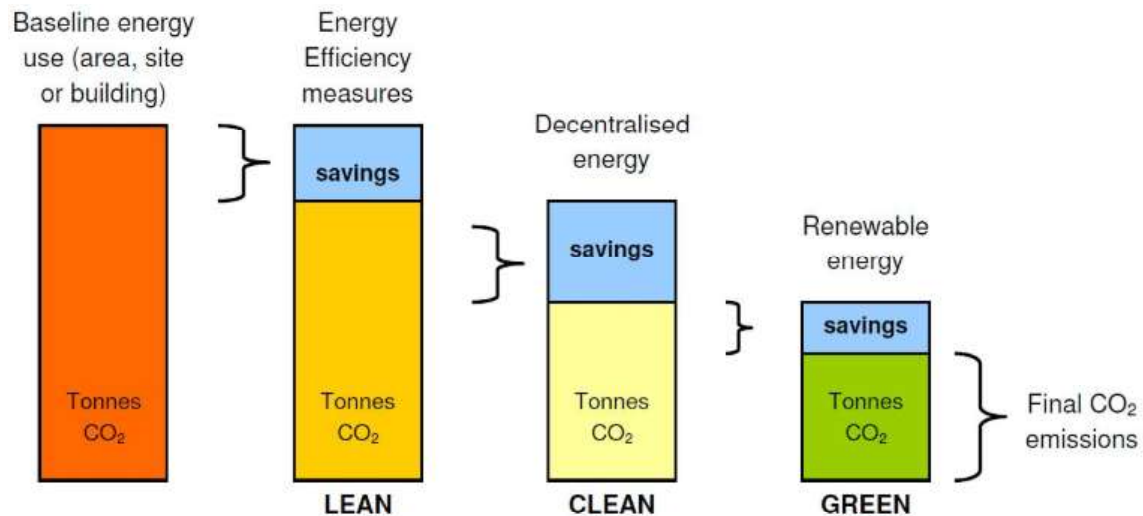 Baseline energy
use (area, site
or building)
Energy
Efficiency
measures
Decentralised
energy
Renewable
energy
savings
savings
savings
Tonnes
CO₂
Tonnes
CO₂
Tonnes
CO₂
Tonnes
CO₂
Final CO₂
emissions
LEAN
CLEAN
GREEN